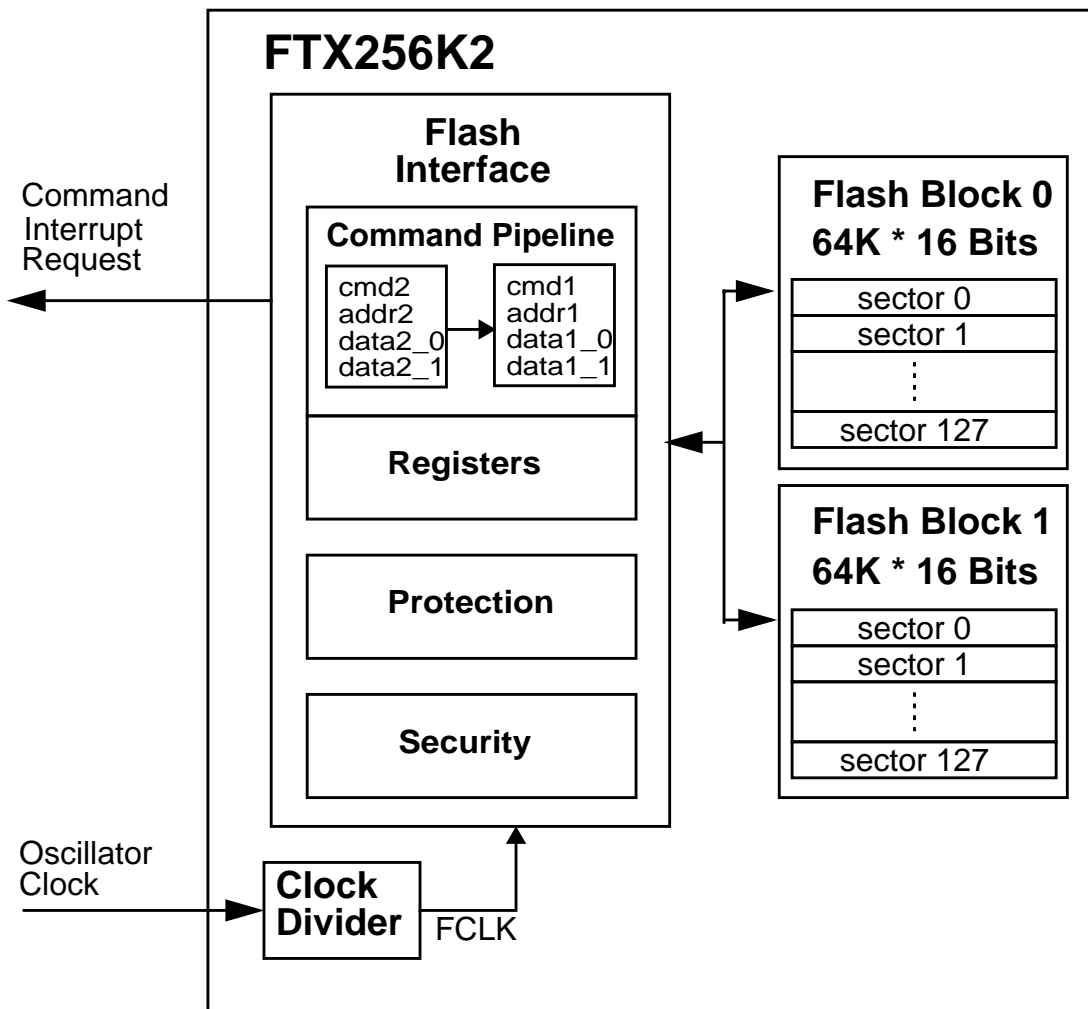 FTX256K2
Flash
Interface
Command
Interrupt
Request
Command Pipeline
cmd2
addr2
data2_0
data2_1
cmd1
addr1
data1_0
data1_1
Registers
Protection
Security
Flash Block 0
64K * 16 Bits
sector 0
sector 1
sector 127
Flash Block 1
64K * 16 Bits
sector 0
sector 1
sector 127
Oscillator
Clock
Clock
Divider
FCLK